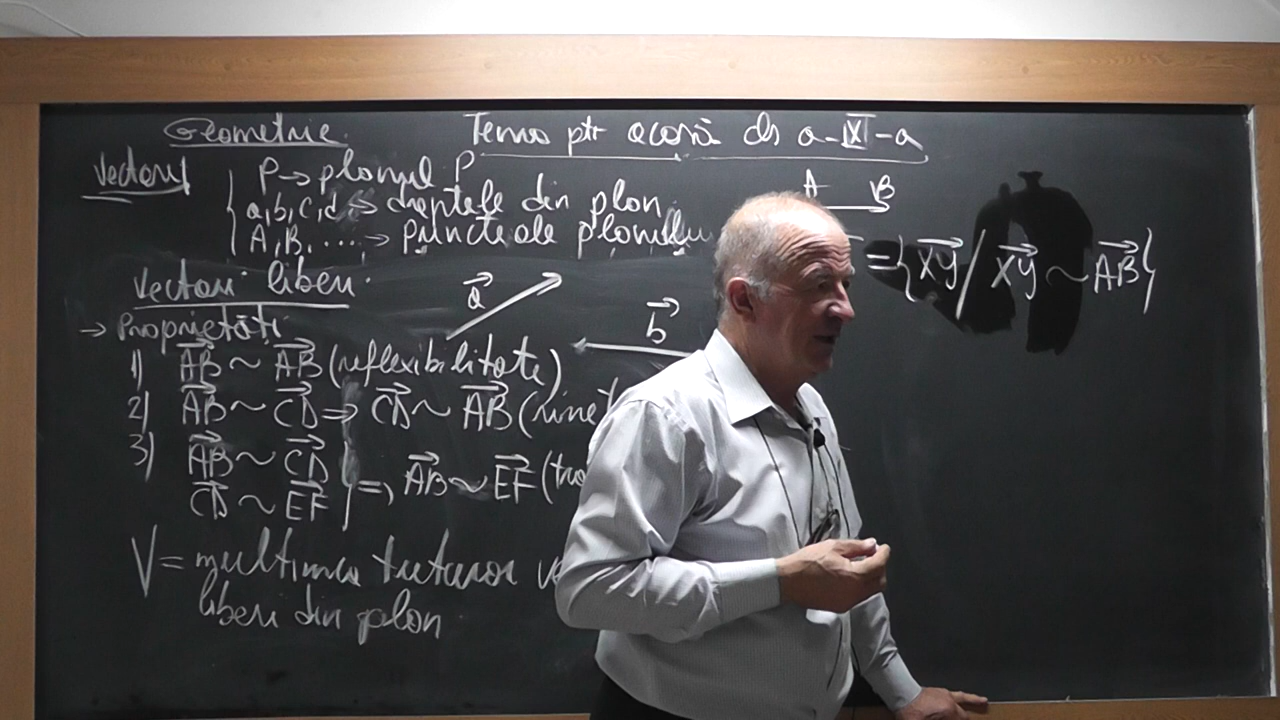 Geometrie. Tema ptr acasă cls a-XI-a
Vectori P → planul P
a,b,c,d → dreptele din plan.
A, B, ... → punctele planului
A B
Vectori liberi.
= { XY / XY ~ AB }
a
→ Proprietăți
b
1) AB ~ AB (reflexibilitate)
2) AB ~ CD ⇒ CD ~ AB
3) AB ~ CD
CD ~ EF } ⇒ AB ~ EF
V = mulțimea tuturor
liberi din plan